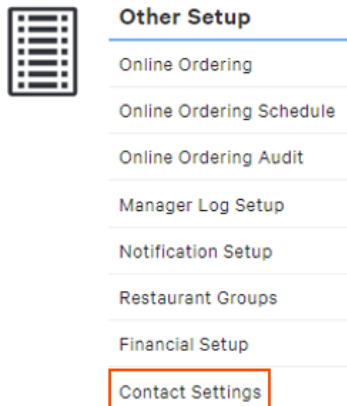 Other Setup
Online Ordering
Online Ordering Schedule
Online Ordering Audit
Manager Log Setup
Notification Setup
Restaurant Groups
Financial Setup
Contact Settings